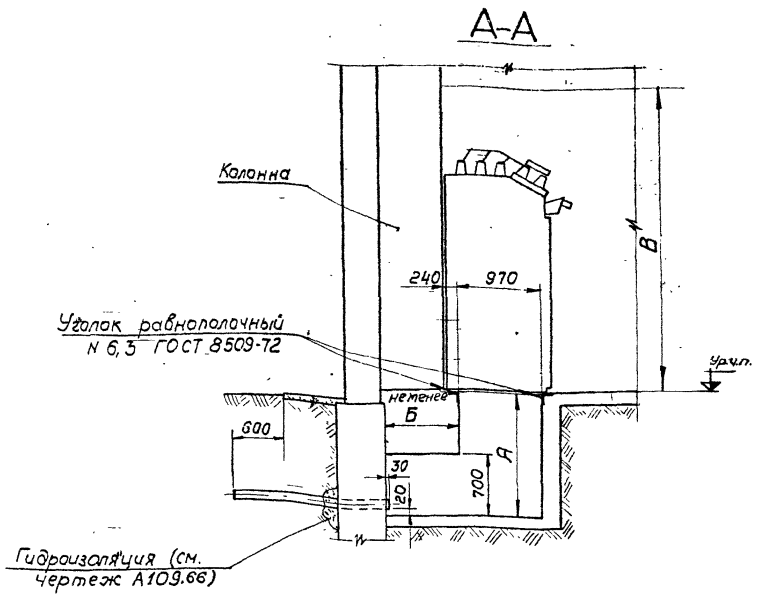 А-А
Колонна
В
240
970
Уголок равнополочный
N 6,3 ГОСТ 8509-72
Ур.ч.п.
не менее
Б
600
А
30
700
20
Гидроизоляция (см.
чертеж А109.66)